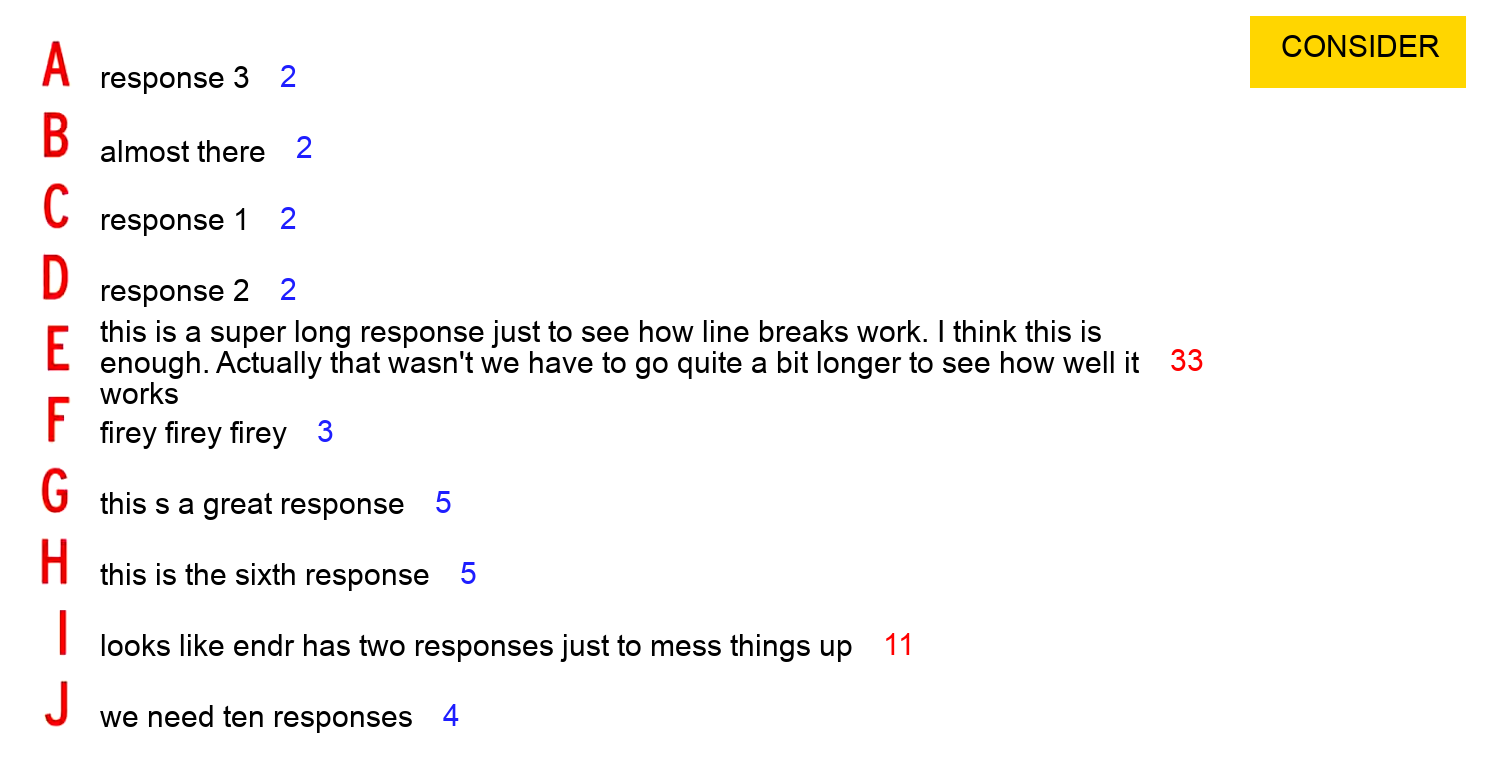 CONSIDER
A response 3 2
B almost there 2
C response 1 2
D response 2 2
this is a super long response just to see how line breaks work. I think this is
E enough. Actually that wasn't we have to go quite a bit longer to see how well it 33
works
F firey firey firey 3
G this s a great response 5
H this is the sixth response 5
I looks like endr has two responses just to mess things up 11
J we need ten responses 4